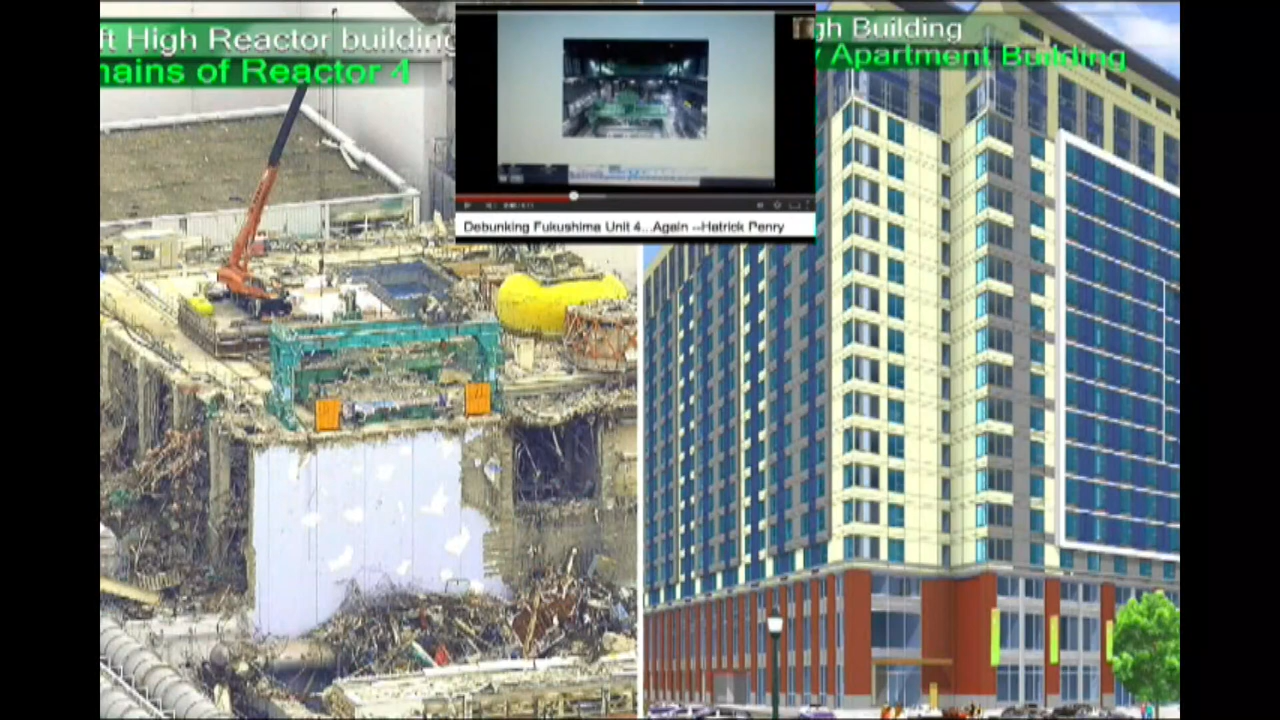 ft High Reactor building
mains of Reactor 4
gh Building
y Apartment Building
Debunking Fukushima Unit 4...Again --Hatrick Penry